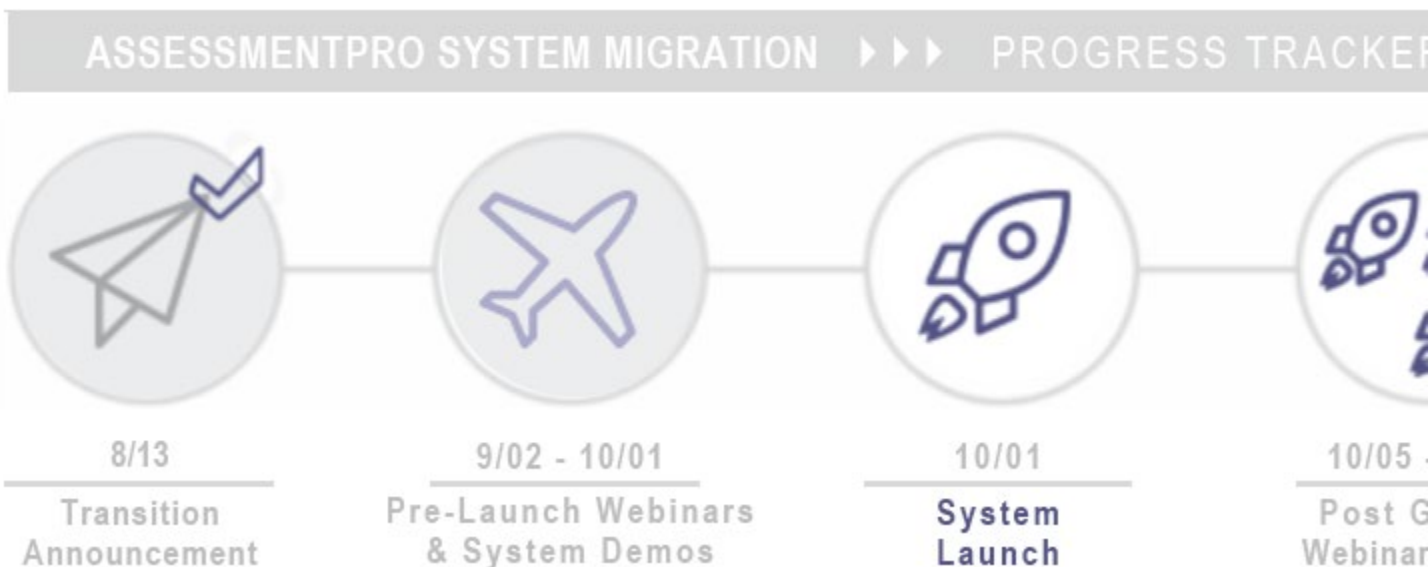 ASSESSMENTPRO SYSTEM MIGRATION PROGRESS TRACKER
8/13
Transition
Announcement
9/02 - 10/01
Pre-Launch Webinars
& System Demos
10/01
System
Launch
10/05 -
Post G
Webinar